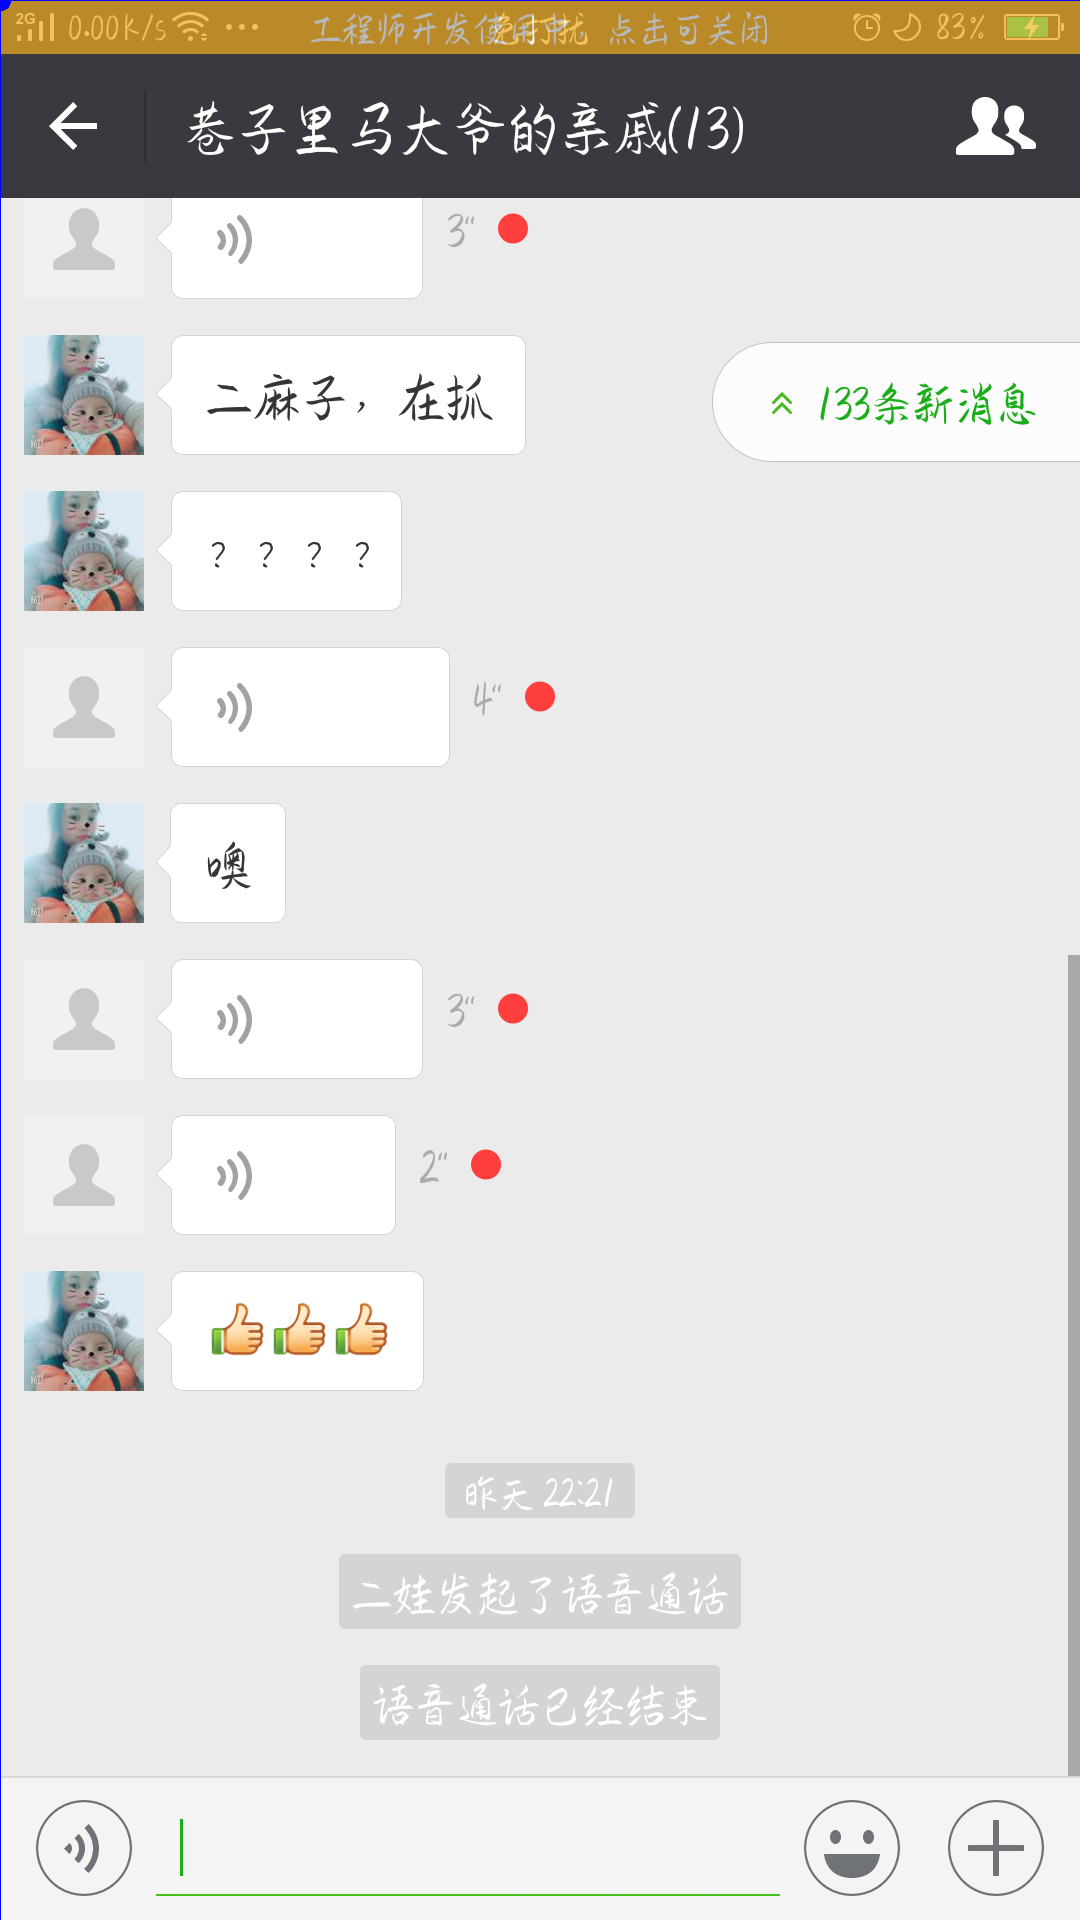 2G 0.00K/s ... 工程师开发使用中，点击可关闭 免打扰 83%
巷子里马大爷的亲戚(13)
3"
二麻子，在抓
133条新消息
？？？？
4"
噢
3"
2"
昨天 22:21
二娃发起了语音通话
语音通话已经结束